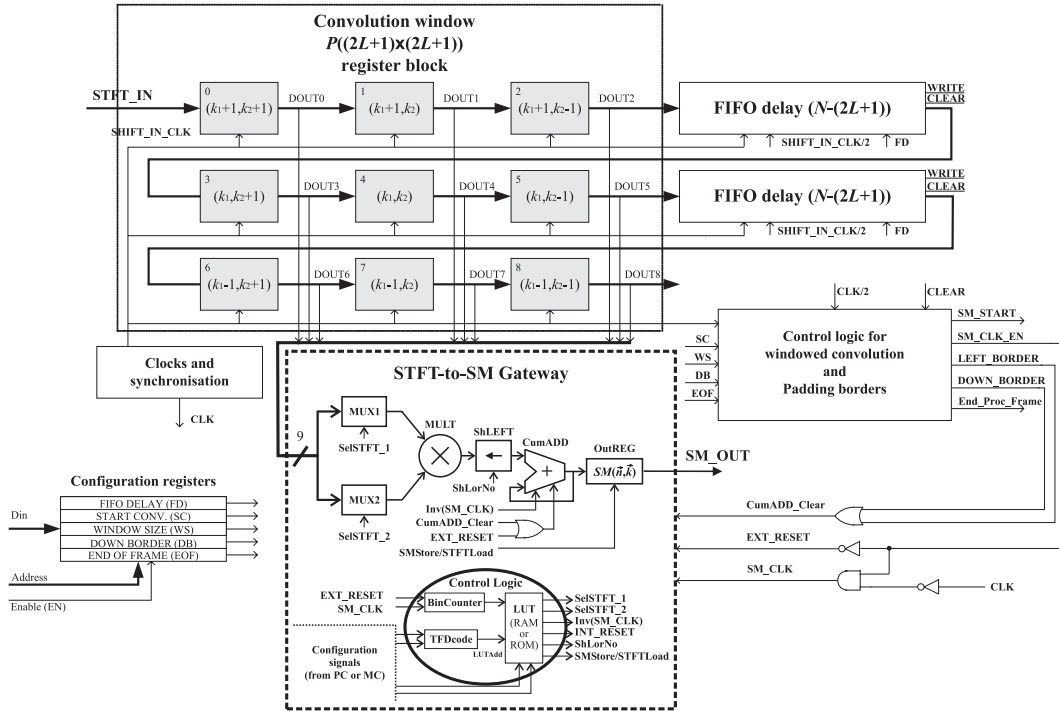 Convolution window
P((2L+1)x(2L+1))
register block
STFT_IN
SHIFT_IN_CLK
0
(k1+1,k2+1)
DOUT0
1
(k1+1,k2)
DOUT1
2
(k1+1,k2-1)
DOUT2
FIFO delay (N-(2L+1))
WRITE
CLEAR
SHIFT_IN_CLK/2
FD
3
(k1,k2+1)
DOUT3
4
(k1,k2)
DOUT4
5
(k1,k2-1)
DOUT5
FIFO delay (N-(2L+1))
WRITE
CLEAR
SHIFT_IN_CLK/2
FD
6
(k1-1,k2+1)
DOUT6
7
(k1-1,k2)
DOUT7
8
(k1-1,k2-1)
DOUT8
CLK/2
CLEAR
SC
WS
DB
EOF
Control logic for
windowed convolution
and
Padding borders
SM_START
SM_CLK_EN
LEFT_BORDER
DOWN_BORDER
End_Proc_Frame
Clocks and
synchronisation
CLK
STFT-to-SM Gateway
9
MUX1
SelSTFT_1
MUX2
SelSTFT_2
MULT
ShLEFT
ShLorNo
CumADD
+
OutREG
SM(n,k)
SM_OUT
Inv(SM_CLK)
CumADD_Clear
EXT_RESET
SMStore/STFTLoad
CumADD_Clear
EXT_RESET
SM_CLK
CLK
Configuration registers
Din
FIFO DELAY (FD)
START CONV. (SC)
WINDOW SIZE (WS)
DOWN BORDER (DB)
END OF FRAME (EOF)
Address
Enable (EN)
Control Logic
EXT_RESET
SM_CLK
BinCounter
TFDcode
LUTAdd
LUT
(RAM
or
ROM)
SelSTFT_1
SelSTFT_2
Inv(SM_CLK)
INT_RESET
ShLorNo
SMStore/STFTLoad
Configuration
signals
(from PC or MC)